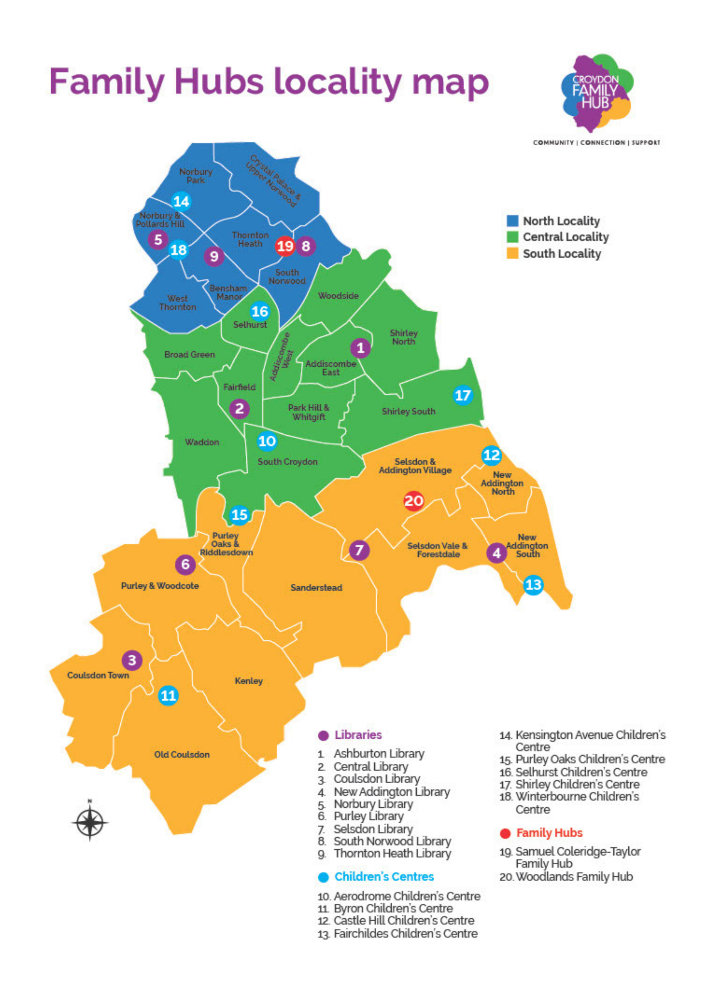 Family Hubs locality map
CROYDON
FAMILY
HUB
COMMUNITY | CONNECTION | SUPPORT
North Locality
Central Locality
South Locality
Norbury
Park
Crystal Palace &
Upper Norwood
14
Norbury &
Pollards Hill
5
18
Thornton
Heath
19
8
9
South
Norwood
Bensham
Manor
West
Thornton
Woodside
16
Selhurst
Shirley
North
Broad Green
Addiscombe
West
1
Addiscombe
East
Fairfield
2
Park Hill &
Whitgift
17
Shirley South
Waddon
10
South Croydon
Selsdon &
Addington Village
12
New
Addington
North
20
15
Purley
Oaks &
Riddlesdown
7
Selsdon Vale &
Forestdale
4
New
Addington
South
6
13
Purley & Woodcote
Sanderstead
3
Coulsdon Town
Kenley
11
Old Coulsdon
N
Libraries
1. Ashburton Library
2. Central Library
3. Coulsdon Library
4. New Addington Library
5. Norbury Library
6. Purley Library
7. Selsdon Library
8. South Norwood Library
9. Thornton Heath Library
Children's Centres
10. Aerodrome Children's Centre
11. Byron Children's Centre
12. Castle Hill Children's Centre
13. Fairchildes Children's Centre
14. Kensington Avenue Children's
Centre
15. Purley Oaks Children's Centre
16. Selhurst Children's Centre
17. Shirley Children's Centre
18. Winterbourne Children's
Centre
Family Hubs
19. Samuel Coleridge-Taylor
Family Hub
20. Woodlands Family Hub